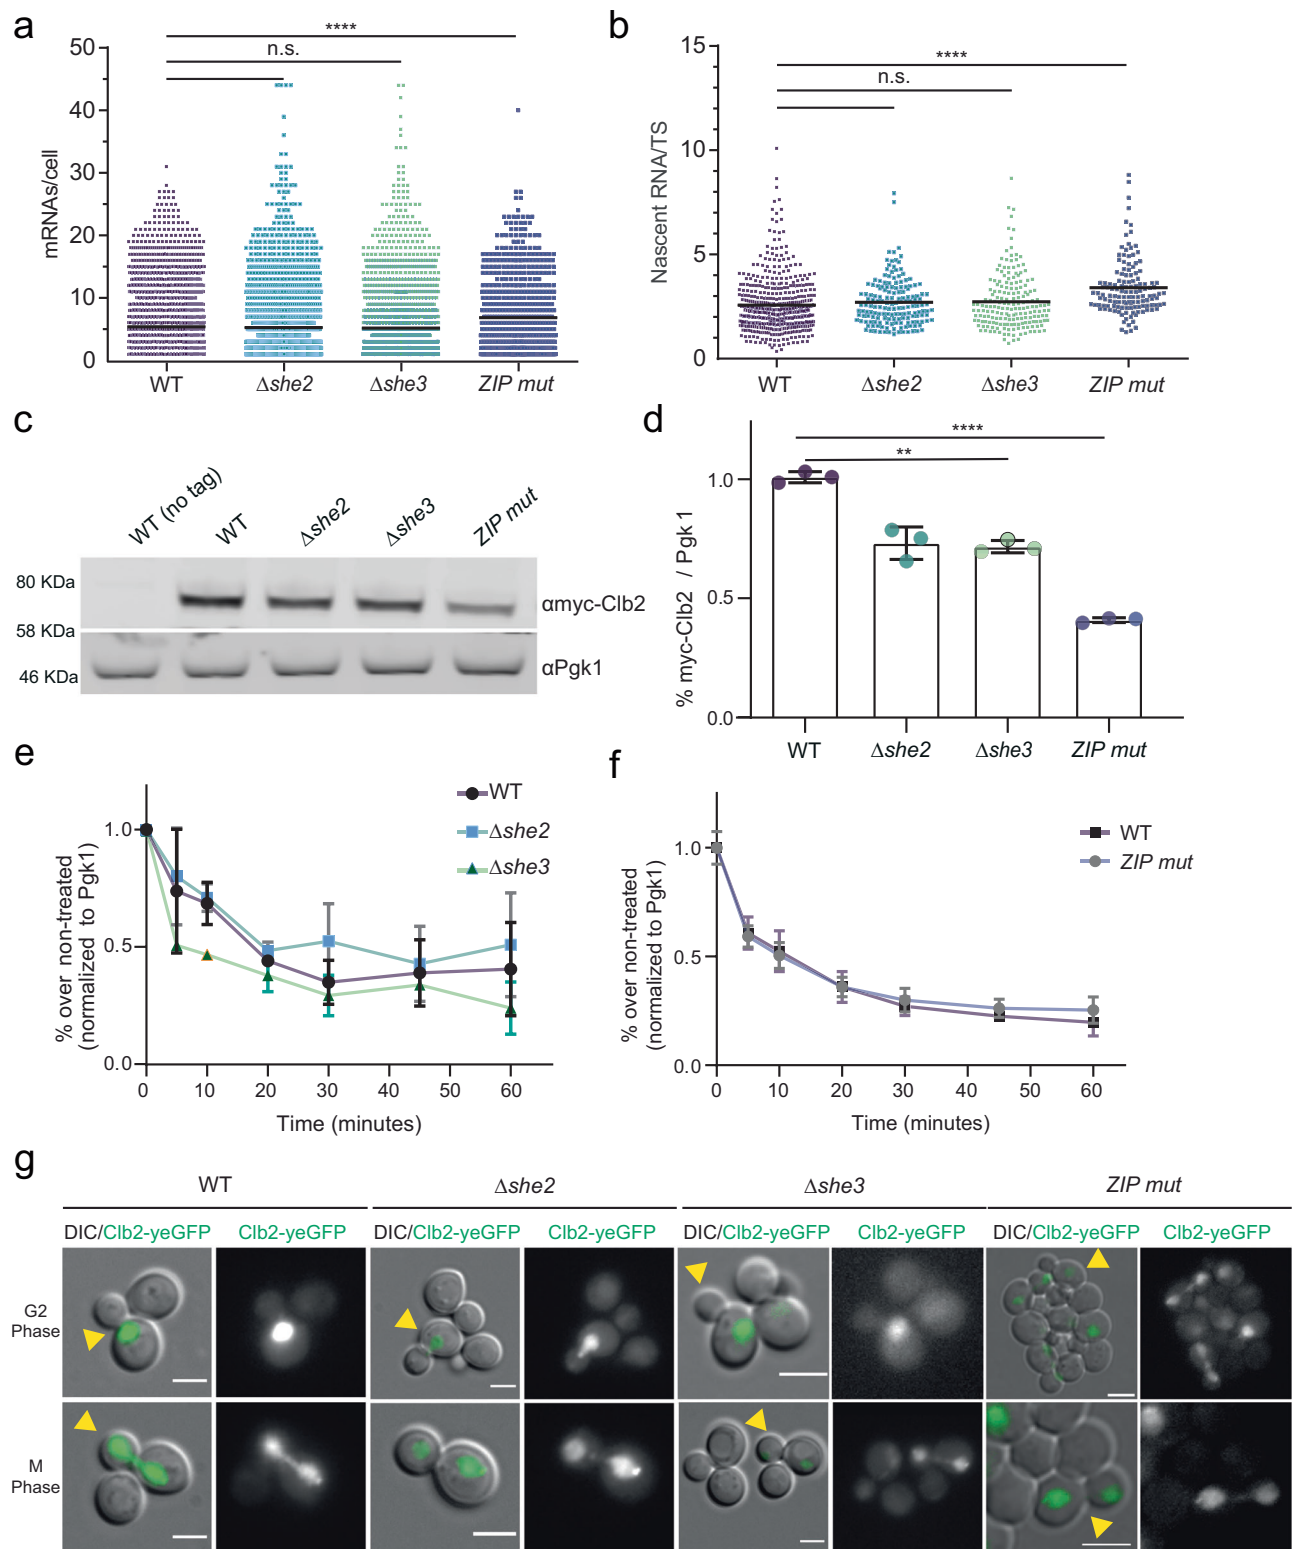 a
****
n.s.
50
40
30
20
10
0
mRNAs/cell
WT
Δshe2
Δshe3
ZIP mut
b
****
n.s.
15
10
5
0
Nascent RNA/TS
WT
Δshe2
Δshe3
ZIP mut
c
WT (no tag)
WT
Δshe2
Δshe3
ZIP mut
80 KDa
58 KDa
46 KDa
αmyc-Clb2
αPgk1
d
****
**
1.0
0.5
0.0
% myc-Clb2 / Pgk 1
WT
Δshe2
Δshe3
ZIP mut
e
WT
Δshe2
Δshe3
1.0
0.5
0.0
% over non-treated
(normalized to Pgk1)
0 10 20 30 40 50 60
Time (minutes)
f
WT
ZIP mut
1.0
0.5
0.0
% over non-treated
(normalized to Pgk1)
0 10 20 30 40 50 60
Time (minutes)
g
WT Δshe2 Δshe3 ZIP mut
DIC/Clb2-yeGFP Clb2-yeGFP DIC/Clb2-yeGFP Clb2-yeGFP DIC/Clb2-yeGFP Clb2-yeGFP DIC/Clb2-yeGFP Clb2-yeGFP
G2
Phase
M
Phase